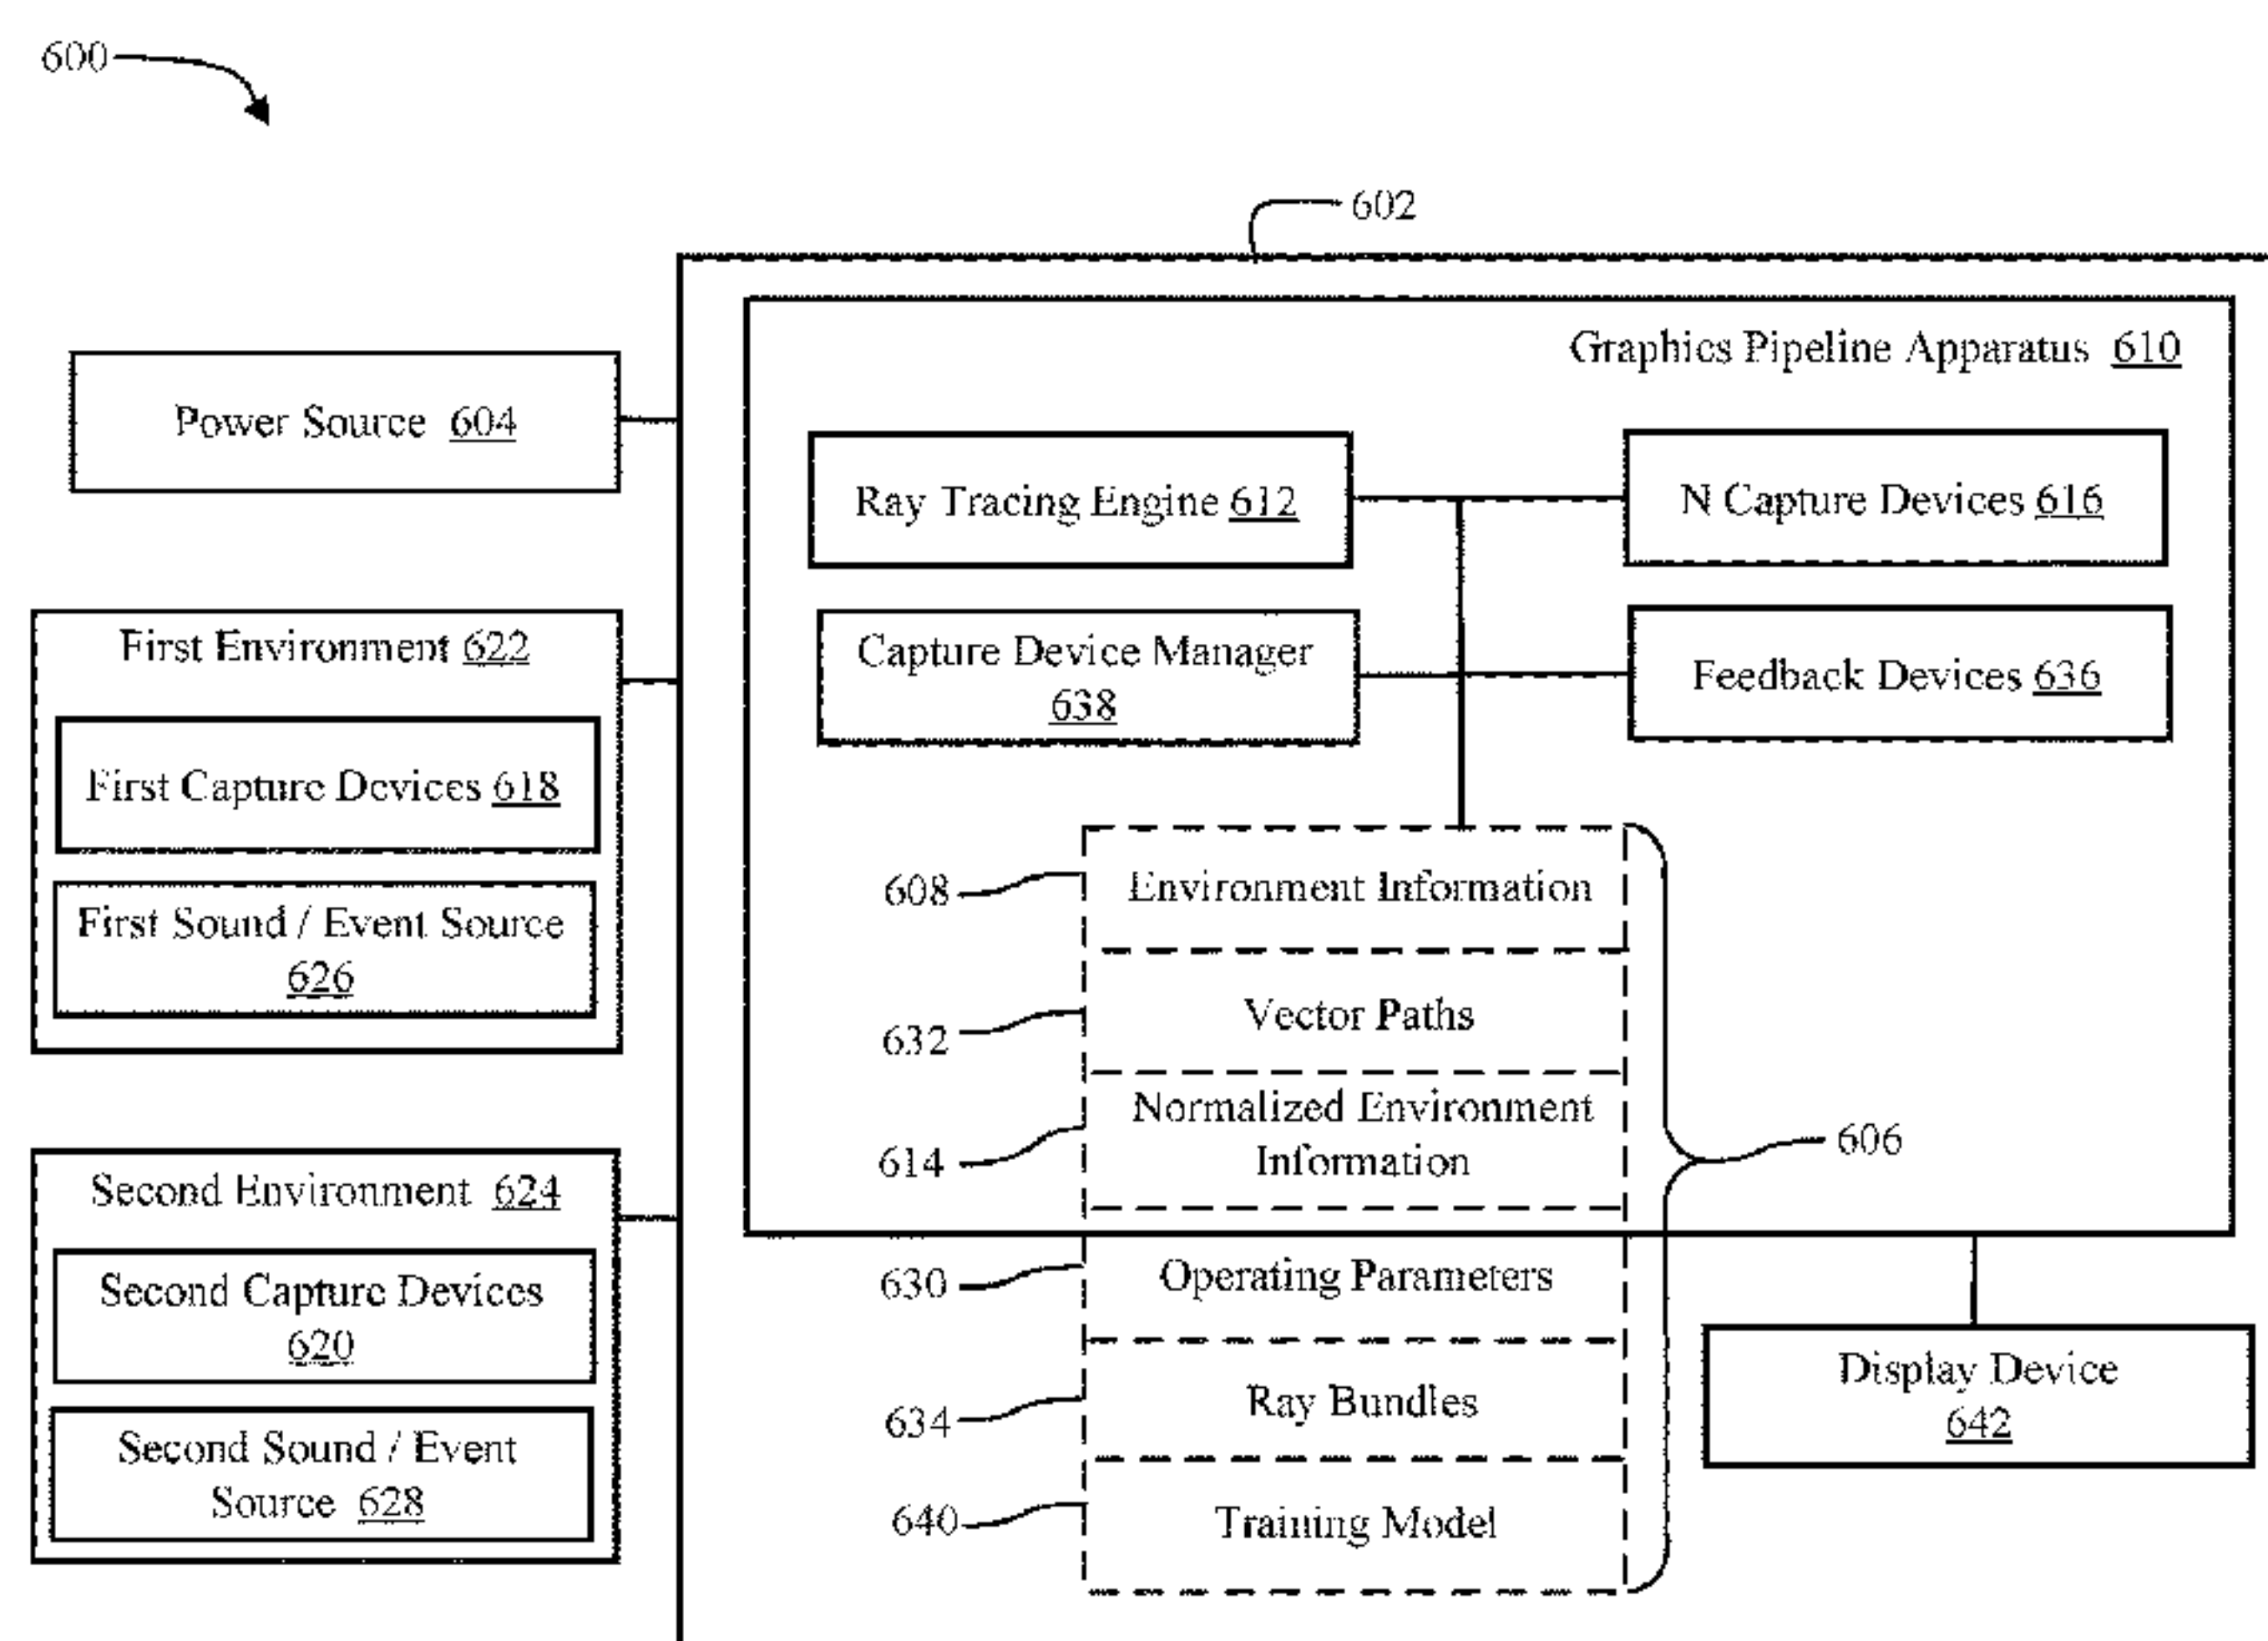 600
602
Graphics Pipeline Apparatus 610
Power Source 604
Ray Tracing Engine 612
N Capture Devices 616
First Environment 622
Capture Device Manager
638
Feedback Devices 636
First Capture Devices 618
608
Environment Information
First Sound / Event Source
626
632
Vector Paths
Normalized Environment
Information
614
606
Second Environment 624
Second Capture Devices
620
630
Operating Parameters
Display Device
642
634
Ray Bundles
Second Sound / Event
Source 628
640
Training Model